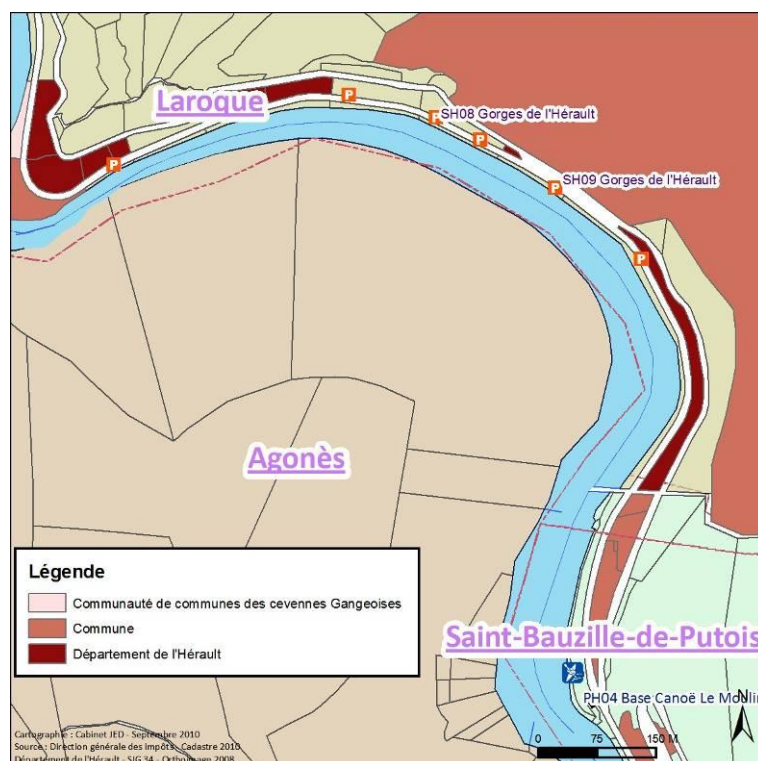 Laroque
P
P
P
SH08 Gorges de l'Hérault
P
P
SH09 Gorges de l'Hérault
P
Agonès
Légende
Communauté de communes des cevennes Gangeoises
Commune
Département de l'Hérault
Saint-Bauzille-de-Putois
PH04 Base Canoë Le Moulin
N
0 75 150 M
Cartographie : Cabinet JED - Septembre 2010
Source : Direction générale des Impôts - Cadastre 2010
Département de l'Hérault - SIG 34 - Orthoimage 2008